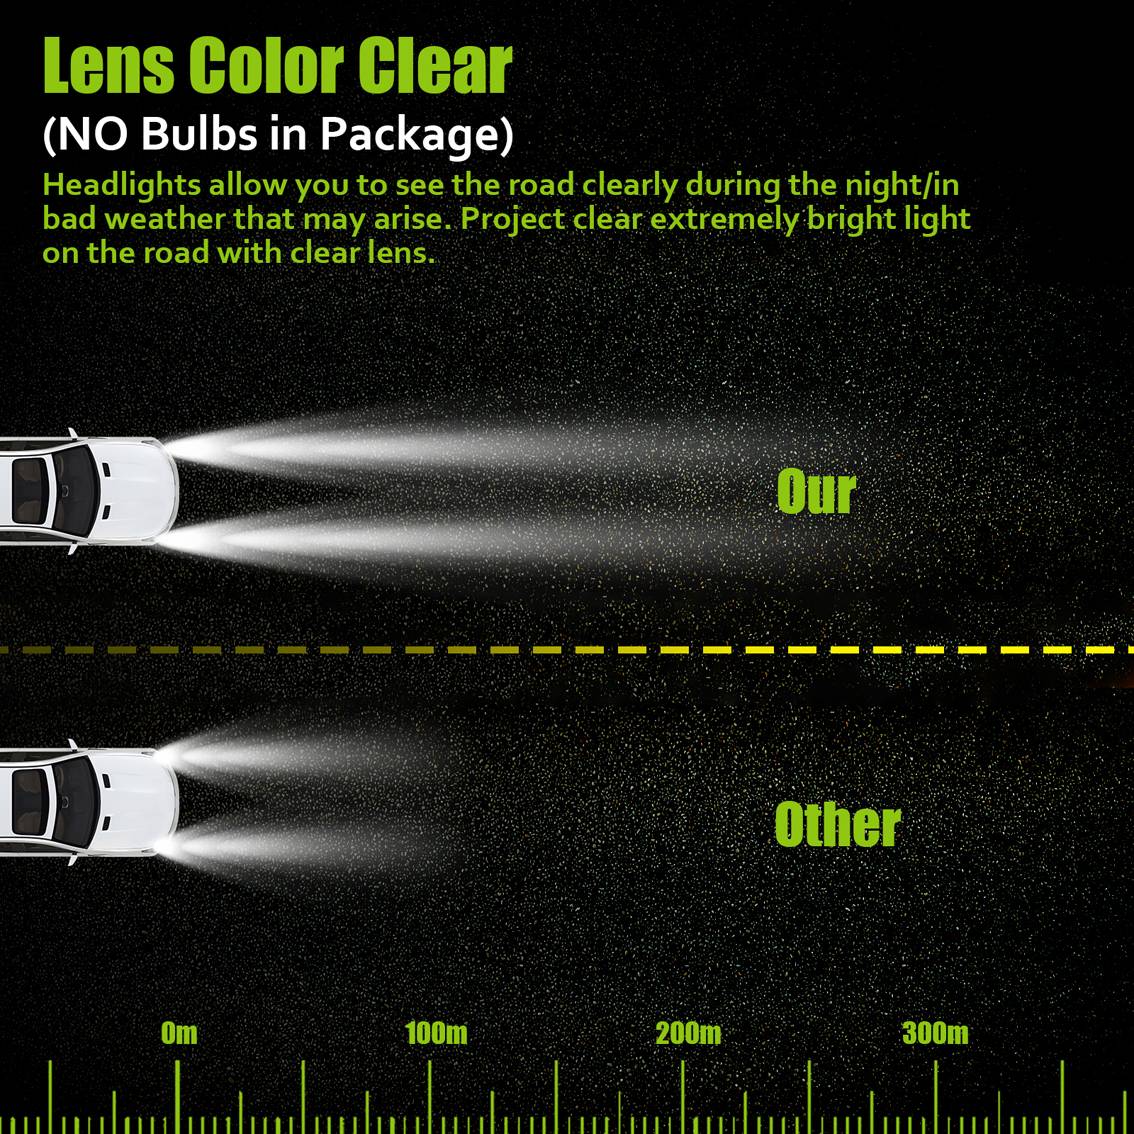 Lens Color Clear
(NO Bulbs in Package)
Headlights allow you to see the road clearly during the night/in
bad weather that may arise. Project clear extremely bright light
on the road with clear lens.
Our
Other
0m 100m 200m 300m